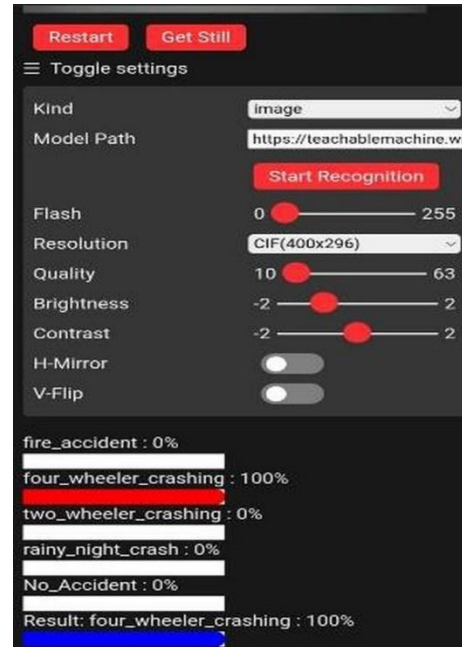 Restart Get Still
☰ Toggle settings
Kind image
Model Path https://teachablemachine.w
Start Recognition
Flash 0 255
Resolution CIF(400x296)
Quality 10 63
Brightness -2 2
Contrast -2 2
H-Mirror
V-Flip
fire_accident : 0%
four_wheeler_crashing : 100%
two_wheeler_crashing : 0%
rainy_night_crash : 0%
No_Accident : 0%
Result: four_wheeler_crashing : 100%